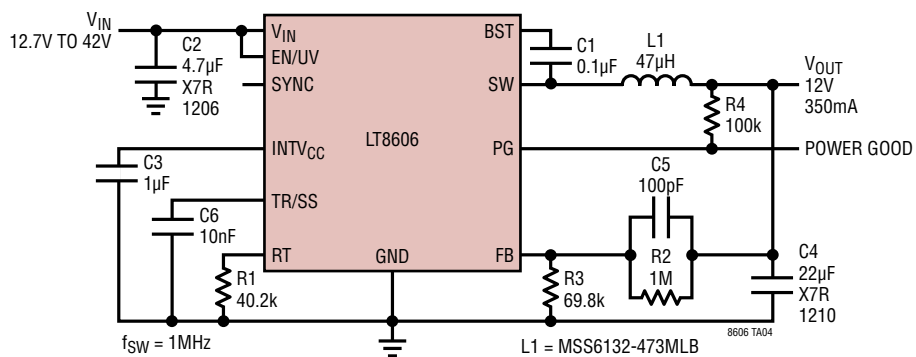 VIN
12.7V TO 42V
C2
4.7µF
X7R
1206
VIN
EN/UV
SYNC
INTVCC
TR/SS
RT
LT8606
GND
BST
SW
PG
FB
C1
0.1µF
L1
47µH
VOUT
12V
350mA
R4
100k
POWER GOOD
C3
1µF
C6
10nF
R1
40.2k
C5
100pF
R2
1M
R3
69.8k
C4
22µF
X7R
1210
fSW = 1MHz
L1 = MSS6132-473MLB
8606 TA04